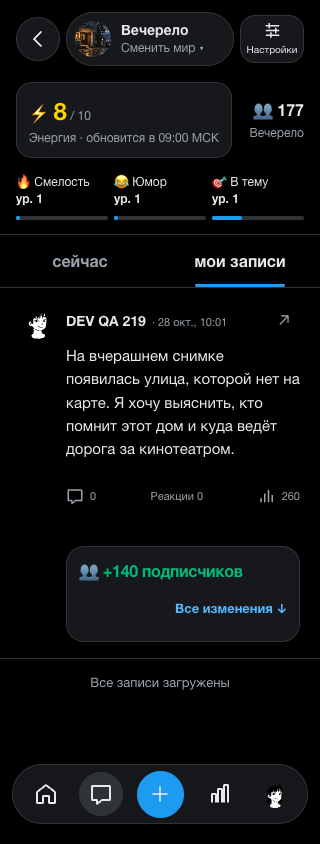 Вечерело
Сменить мир ▾
Настройки
⚡ 8 / 10
Энергия · обновится в 09:00 МСК
👥 177
Вечерело
🔥 Смелость
ур. 1
😂 Юмор
ур. 1
🎯 В тему
ур. 1
сейчас
мои записи
DEV QA 219 · 28 окт., 10:01
На вчерашнем снимке
появилась улица, которой нет на
карте. Я хочу выяснить, кто
помнит этот дом и куда ведёт
дорога за кинотеатром.
0
Реакции 0
260
👥 +140 подписчиков
Все изменения ↓
Все записи загружены